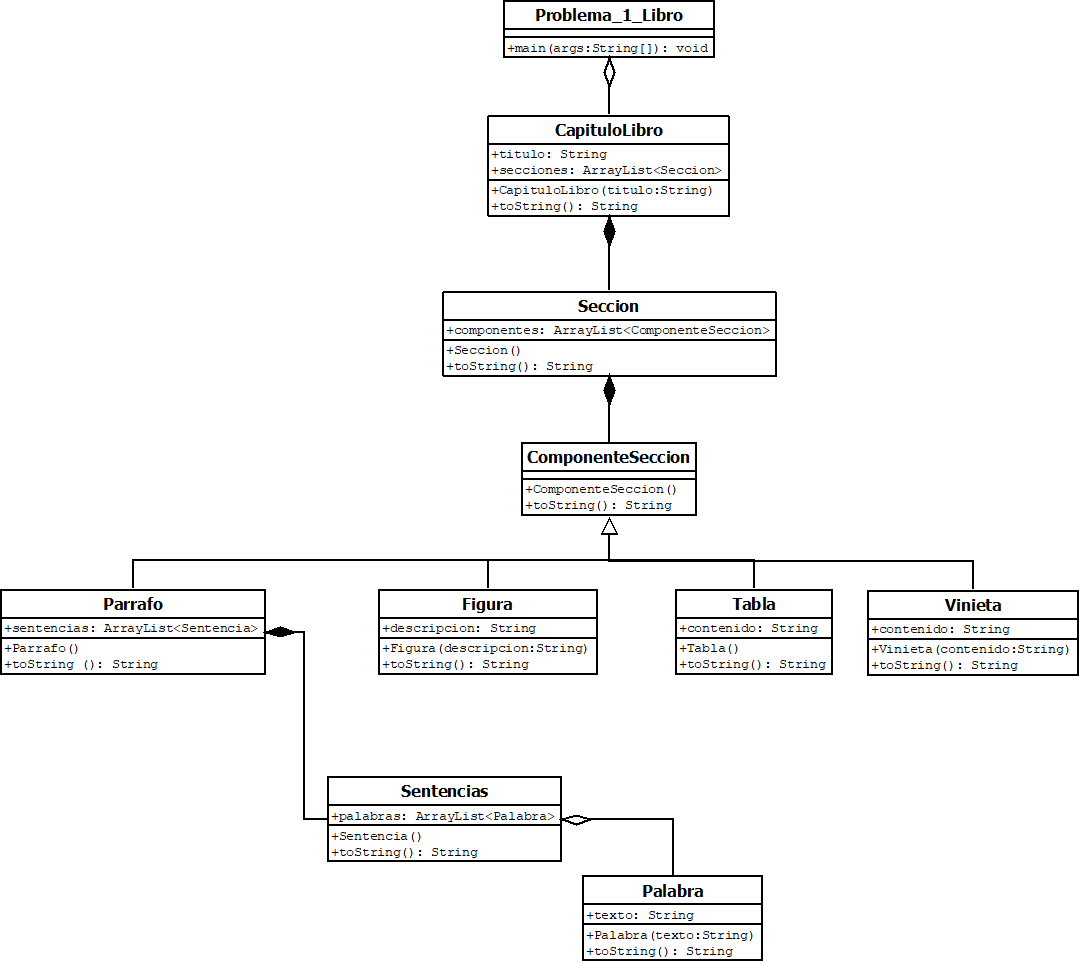 Problema_1_Libro
+main(args:String[]): void
CapituloLibro
+titulo: String
+secciones: ArrayList<Seccion>
+CapituloLibro(titulo:String)
+toString(): String
Seccion
+componentes: ArrayList<ComponenteSeccion>
+Seccion()
+toString(): String
ComponenteSeccion
+ComponenteSeccion()
+toString(): String
Parrafo
+sentencias: ArrayList<Sentencia>
+Parrafo()
+toString (): String
Figura
+descripcion: String
+Figura(descripcion:String)
+toString(): String
Tabla
+contenido: String
+Tabla()
+toString(): String
Vinieta
+contenido: String
+Vinieta(contenido:String)
+toString(): String
Sentencias
+palabras: ArrayList<Palabra>
+Sentencia()
+toString(): String
Palabra
+texto: String
+Palabra(texto:String)
+toString(): String